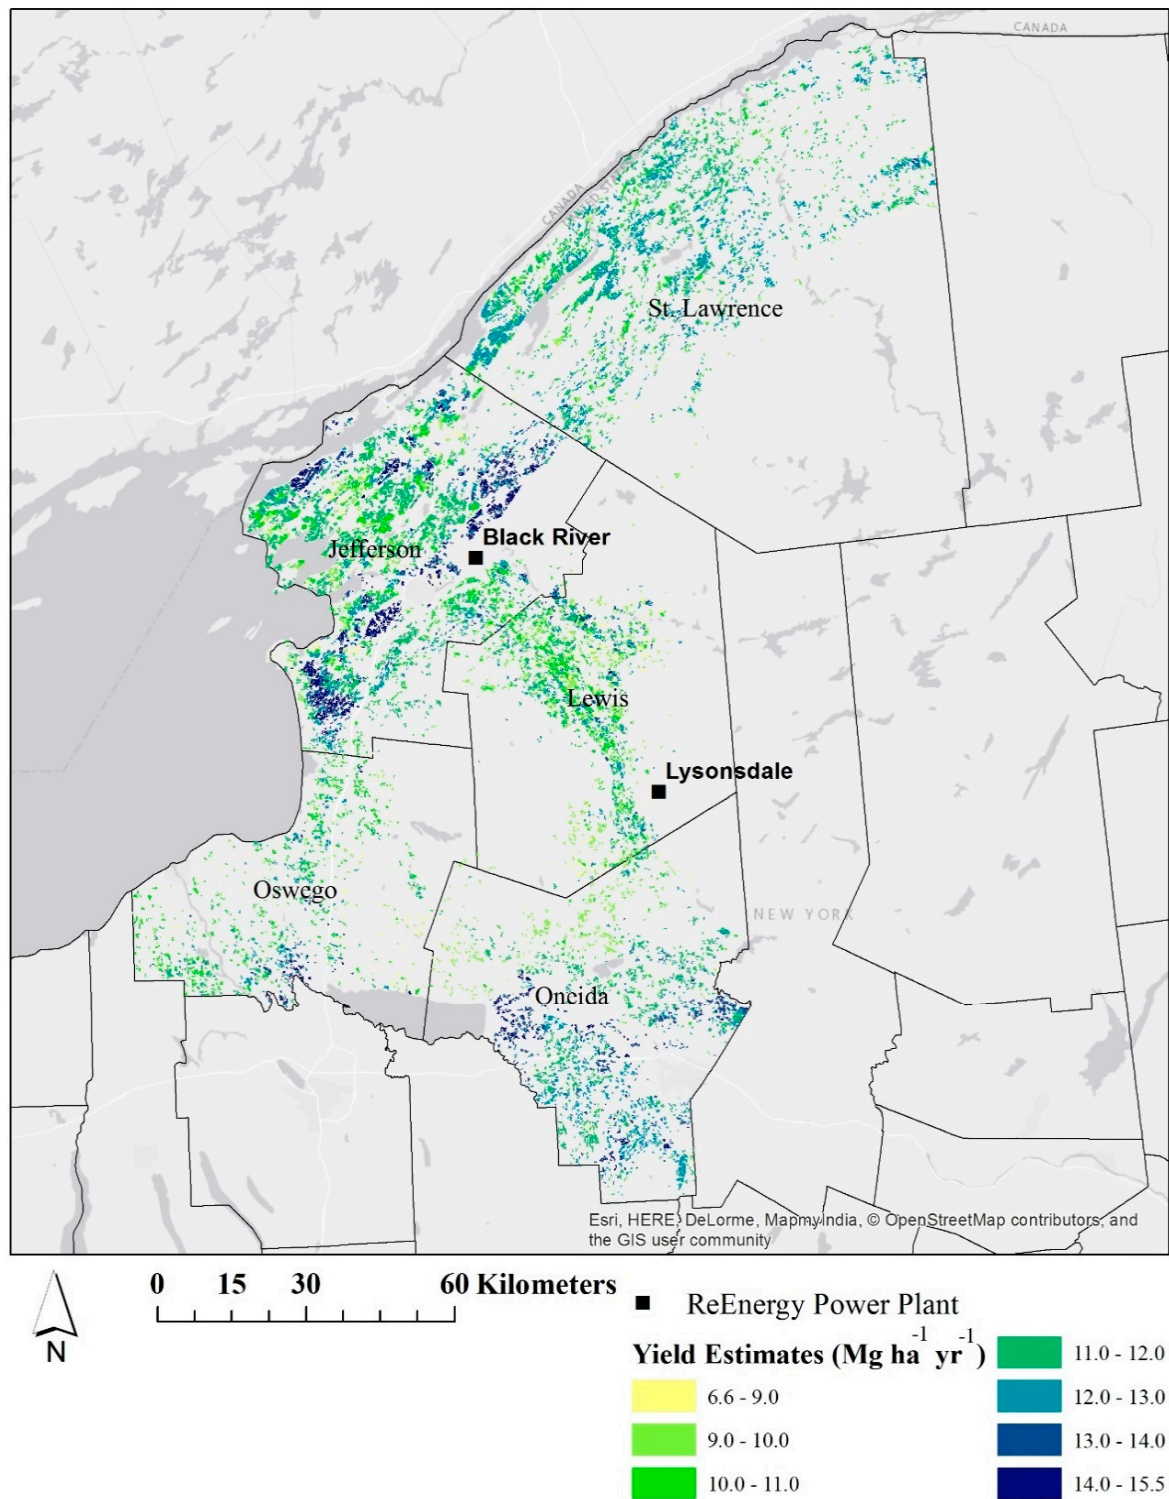 CANADA
CANADA
UNITED STATES
St. Lawrence
Black River
Jefferson
Lewis
Lysonsdale
Oswego
NEW YORK
Oneida
Esri, HERE, DeLorme, MapmyIndia, © OpenStreetMap contributors, and
the GIS user community
0 15 30 60 Kilometers
N
ReEnergy Power Plant
Yield Estimates (Mg ha-1 yr-1)
6.6 - 9.0
9.0 - 10.0
10.0 - 11.0
11.0 - 12.0
12.0 - 13.0
13.0 - 14.0
14.0 - 15.5